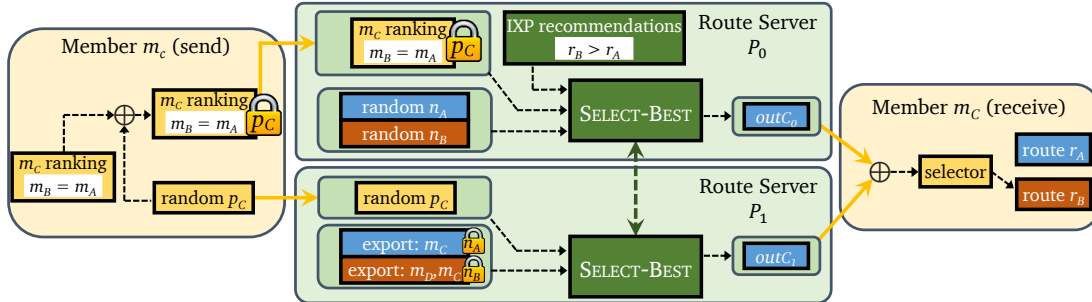 Member m_c (send)
m_C ranking
m_B = m_A
p_C
m_C ranking
m_B = m_A
random p_C
Route Server
P_0
m_C ranking
m_B = m_A
p_C
IXP recommendations
r_B > r_A
random n_A
random n_B
SELECT-BEST
outC_0
Route Server
P_1
random p_C
export: m_C
n_A
export: m_D,m_C
n_B
SELECT-BEST
outC_1
Member m_C (receive)
selector
route r_A
route r_B